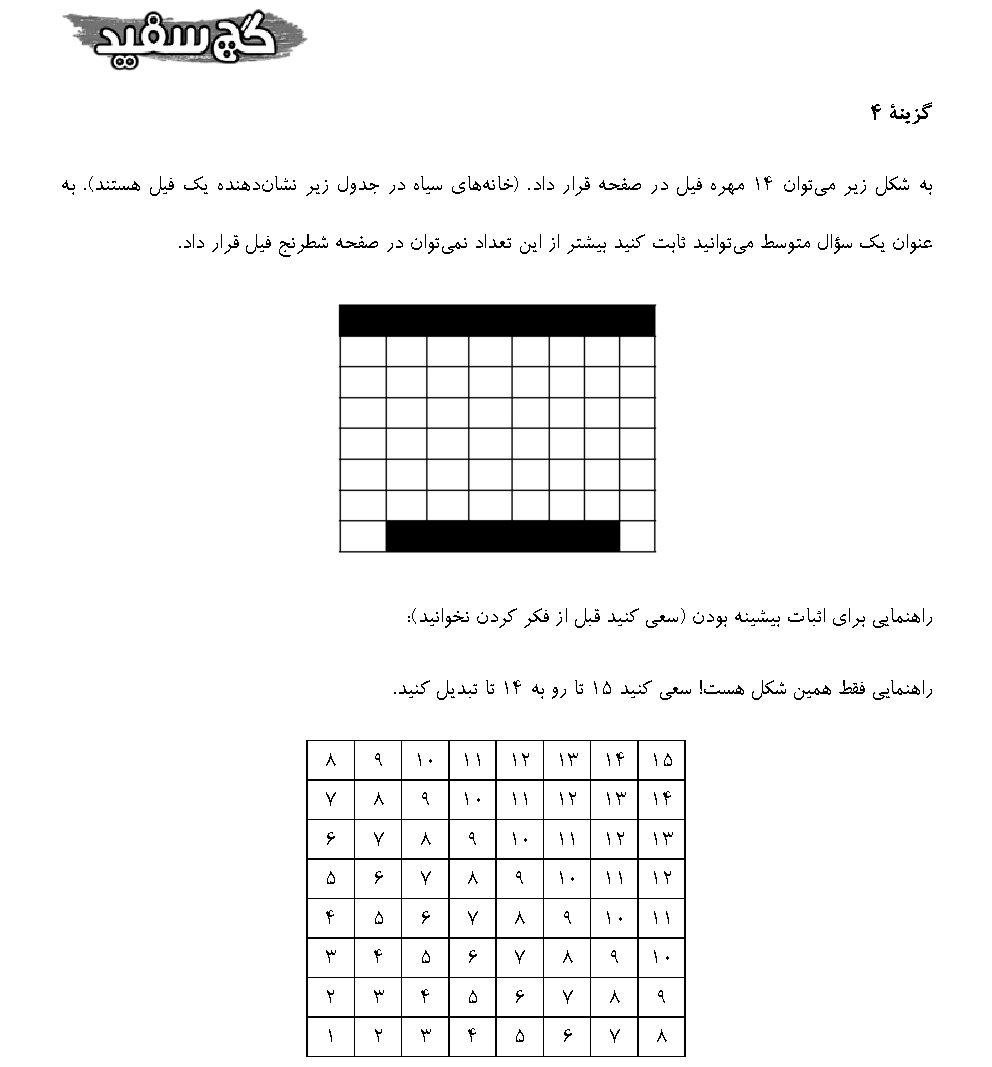 گچ سفید
گزینهٔ ۴
به شکل زیر می‌توان ۱۴ مهره فیل در صفحه قرار داد. (خانه‌های سیاه در جدول زیر نشان‌دهنده یک فیل هستند). به
عنوان یک سؤال متوسط می‌توانید ثابت کنید بیشتر از این تعداد نمی‌توان در صفحه شطرنج فیل قرار داد.
راهنمایی برای اثبات بیشینه بودن (سعی کنید قبل از فکر کردن نخوانید):
راهنمایی فقط همین شکل هست! سعی کنید ۱۵ تا رو به ۱۴ تا تبدیل کنید.
۸ ۹ ۱۰ ۱۱ ۱۲ ۱۳ ۱۴ ۱۵
۷ ۸ ۹ ۱۰ ۱۱ ۱۲ ۱۳ ۱۴
۶ ۷ ۸ ۹ ۱۰ ۱۱ ۱۲ ۱۳
۵ ۶ ۷ ۸ ۹ ۱۰ ۱۱ ۱۲
۴ ۵ ۶ ۷ ۸ ۹ ۱۰ ۱۱
۳ ۴ ۵ ۶ ۷ ۸ ۹ ۱۰
۲ ۳ ۴ ۵ ۶ ۷ ۸ ۹
۱ ۲ ۳ ۴ ۵ ۶ ۷ ۸